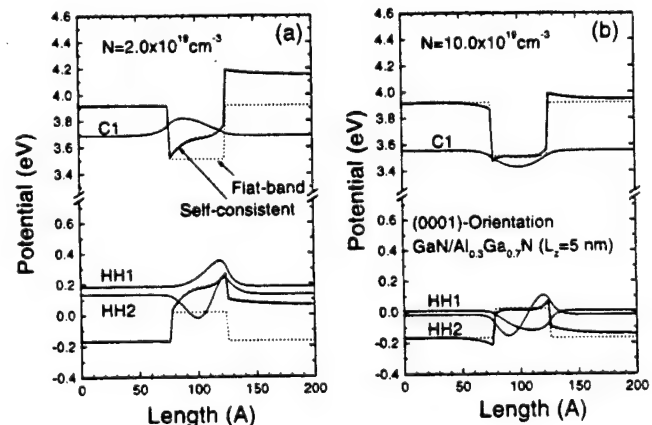 (a)
N=2.0x10^19cm^-3
4.6
4.4
4.2
4.0
3.8
3.6
3.4
0.6
0.4
0.2
0.0
-0.2
-0.4
Potential (eV)
C1
Flat-band
Self-consistent
HH1
HH2
0 50 100 150 200
Length (A)
(b)
N=10.0x10^19cm^-3
4.6
4.4
4.2
4.0
3.8
3.6
3.4
0.6
0.4
0.2
0.0
-0.2
-0.4
Potential (eV)
C1
(0001)-Orientation
GaN/Al0.3Ga0.7N (Lz=5 nm)
HH1
HH2
0 50 100 150 200
Length (A)